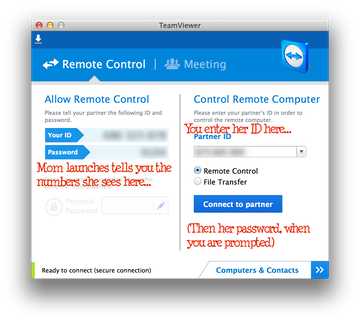 TeamViewer
Remote Control | Meeting
Allow Remote Control
Please tell your partner the following ID and
password.
Your ID
Password
Mom launches tells you the
numbers she sees here...
Personal
Password
Control Remote Computer
Please enter your partner's ID in order to
control the remote computer.
You enter her ID here...
Partner ID
Remote Control
File Transfer
Connect to partner
(Then her password, when
you are prompted)
Ready to connect (secure connection)
Computers & Contacts